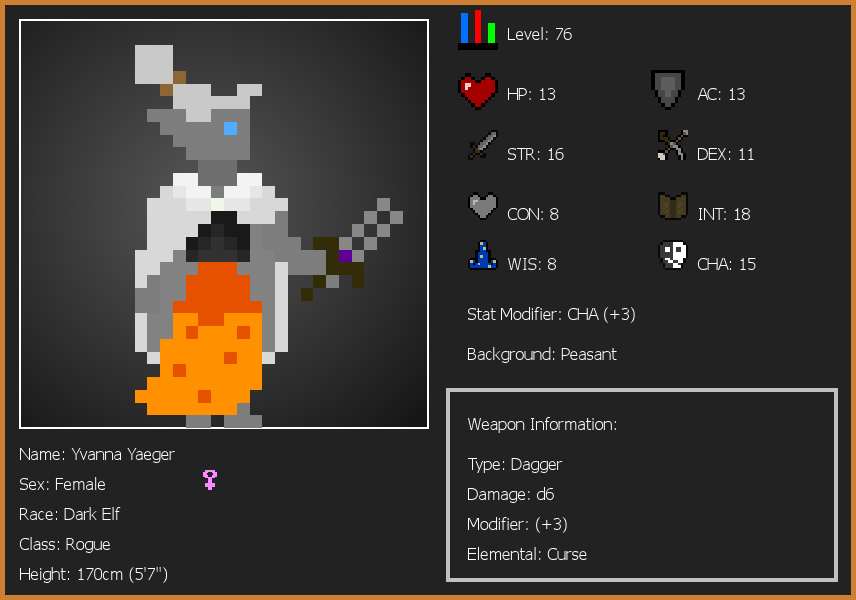 Level: 76
HP: 13
AC: 13
STR: 16
DEX: 11
CON: 8
INT: 18
WIS: 8
CHA: 15
Stat Modifier: CHA (+3)
Background: Peasant
Weapon Information:
Type: Dagger
Damage: d6
Modifier: (+3)
Elemental: Curse
Name: Yvanna Yaeger
Sex: Female
Race: Dark Elf
Class: Rogue
Height: 170cm (5'7")